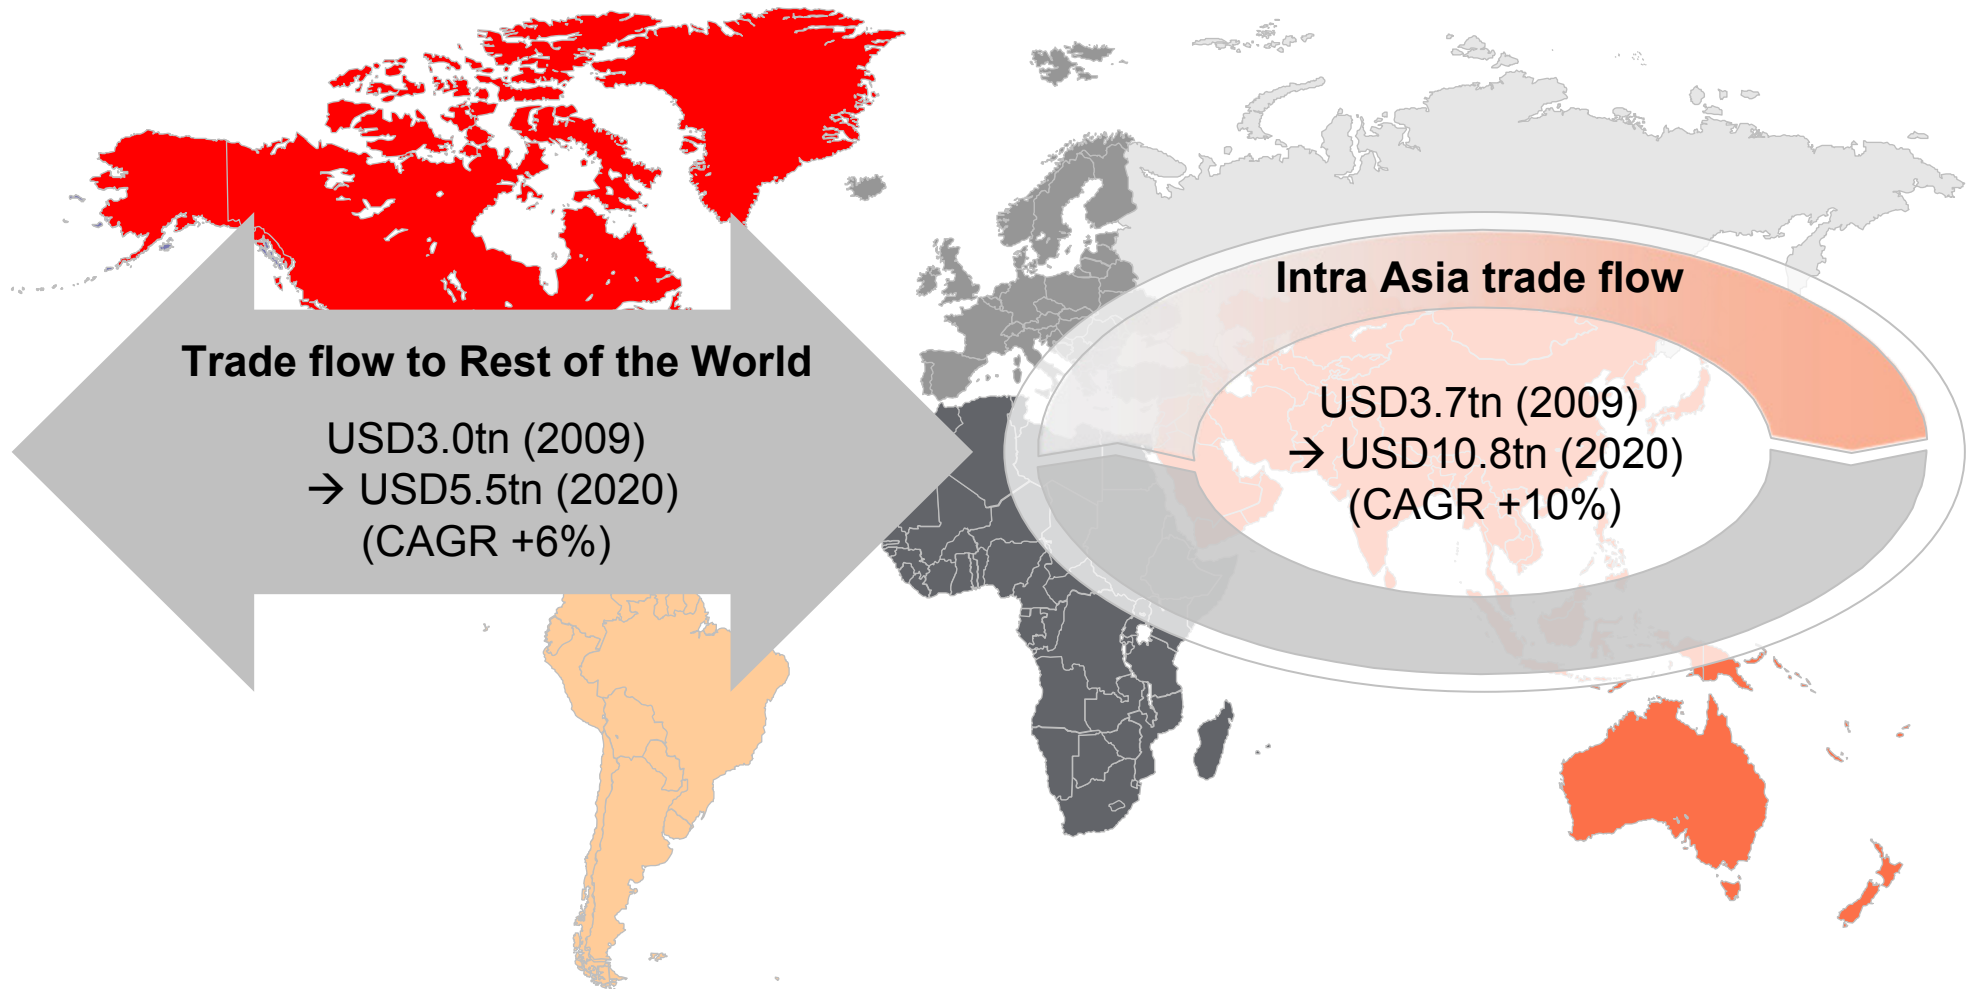 Trade flow to Rest of the World
USD3.0tn (2009)
→ USD5.5tn (2020)
(CAGR +6%)
Intra Asia trade flow
USD3.7tn (2009)
→ USD10.8tn (2020)
(CAGR +10%)